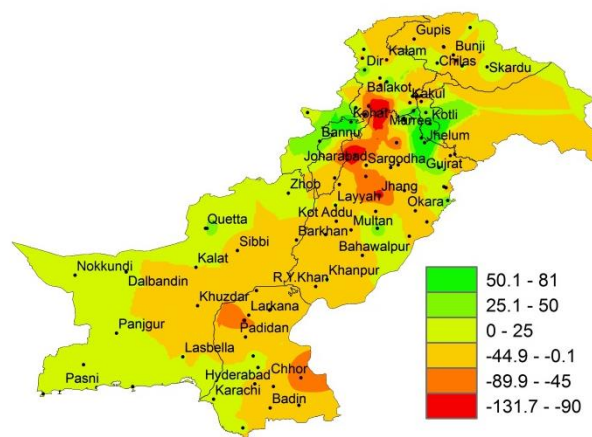 Gupis
Kalam
Bunji
Dir
Chilas
Skardu
Balakot
Kakul
Kohat
Murree
Kotli
Bannu
Jhelum
Joharabad
Sargodha
Gujrat
Zhob
Layyah
Jhang
Okara
Kot Addu
Quetta
Multan
Sibbi
Barkhan
Bahawalpur
Kalat
Nokkundi
Dalbandin
R.Y.Khan
Khanpur
Khuzdar
Larkana
Panjgur
Padidan
Lasbella
Pasni
Hyderabad
Chhor
Karachi
Badin
50.1 - 81
25.1 - 50
0 - 25
-44.9 - -0.1
-89.9 - -45
-131.7 - -90